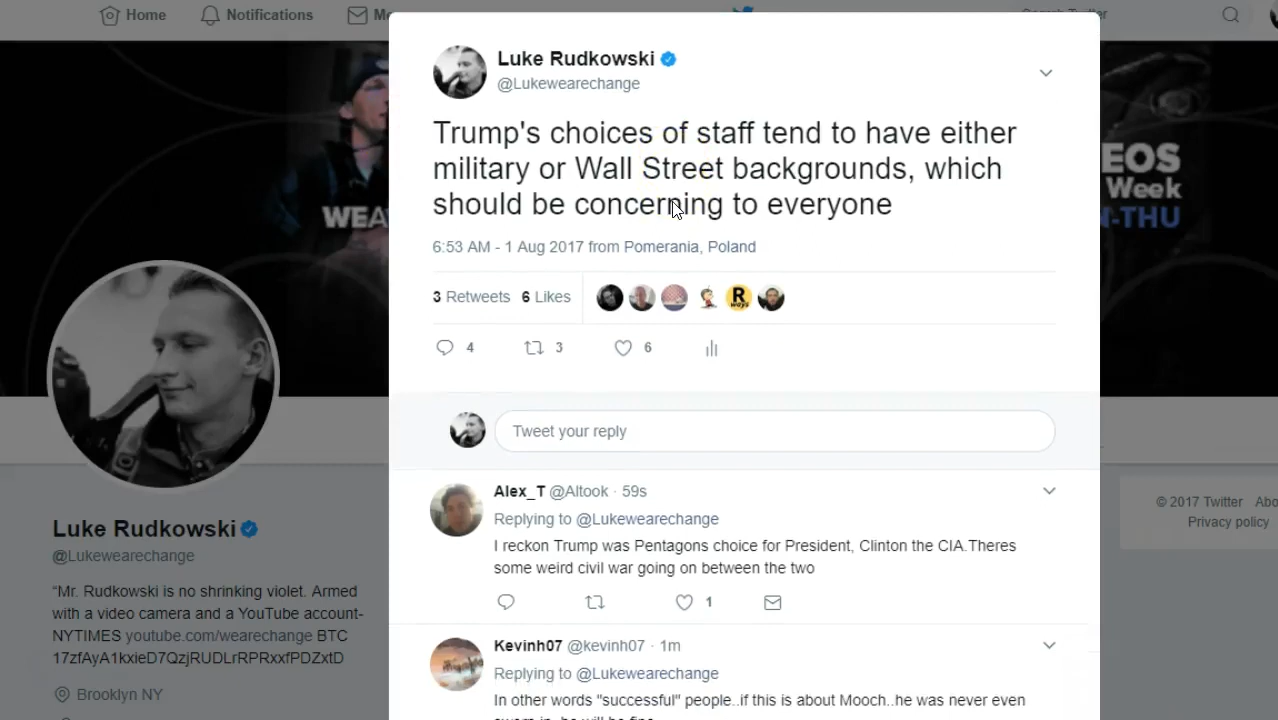 Home
Notifications
Luke Rudkowski
@Lukewearechange
Trump's choices of staff tend to have either
military or Wall Street backgrounds, which
should be concerning to everyone
6:53 AM - 1 Aug 2017 from Pomerania, Poland
3 Retweets 6 Likes
4 3 6
Tweet your reply
Alex_T @Altook · 59s
Replying to @Lukewearechange
I reckon Trump was Pentagons choice for President, Clinton the CIA.Theres
some weird civil war going on between the two
1
Kevinh07 @kevinh07 · 1m
Replying to @Lukewearechange
In other words "successful" people..if this is about Mooch..he was never even
Luke Rudkowski
@Lukewearechange
"Mr. Rudkowski is no shrinking violet. Armed
with a video camera and a YouTube account-
NYTIMES youtube.com/wearechange BTC
17zfAyA1kxieD7QzjRUDLrRPRxxfPDZxtD
Brooklyn NY
WEA
EOS
Week
N-THU
© 2017 Twitter Abo
Privacy policy